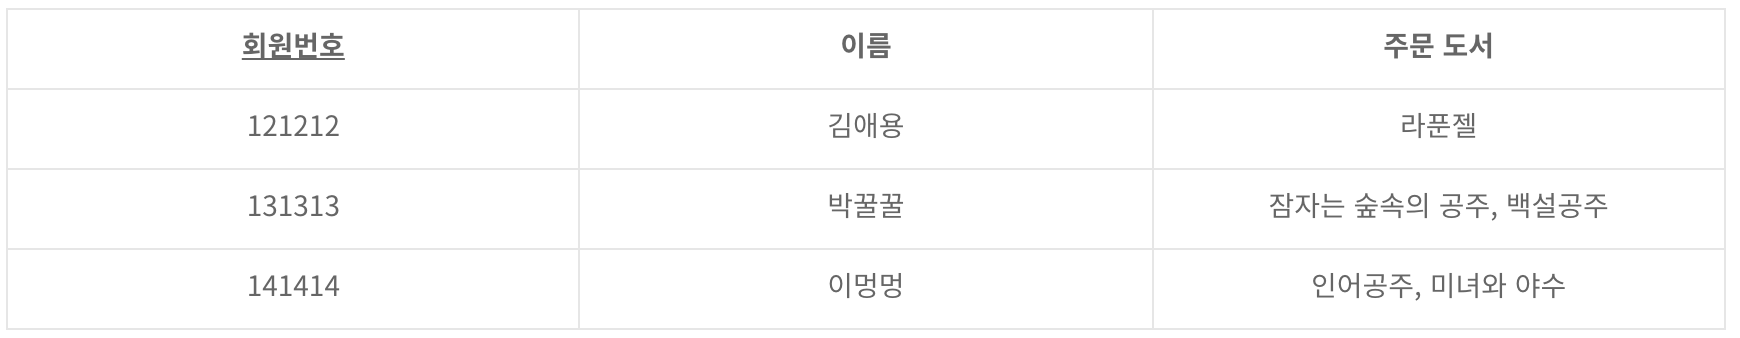 회원번호 이름 주문 도서
121212 김애용 라푼젤
131313 박꿀꿀 잠자는 숲속의 공주, 백설공주
141414 이멍멍 인어공주, 미녀와 야수